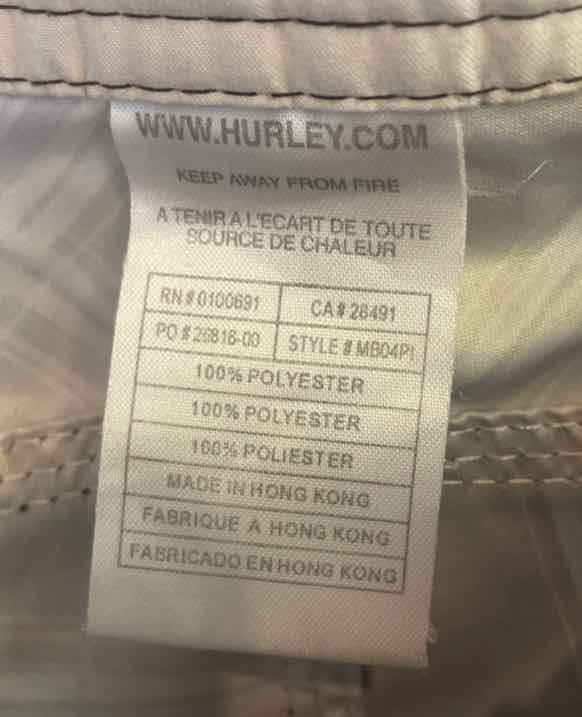 WWW.HURLEY.COM
KEEP AWAY FROM FIRE
A TENIR A L'ECART DE TOUTE
SOURCE DE CHALEUR
RN # 0100691
CA # 26491
PO # 26816-00
STYLE # MB04PI
100% POLYESTER
100% POLYESTER
100% POLIESTER
MADE IN HONG KONG
FABRIQUE A HONG KONG
FABRICADO EN HONG KONG